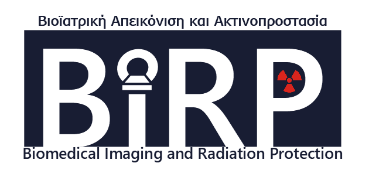 Βιοϊατρική Απεικόνιση και Ακτινοπροστασία
BiRP
Biomedical Imaging and Radiation Protection